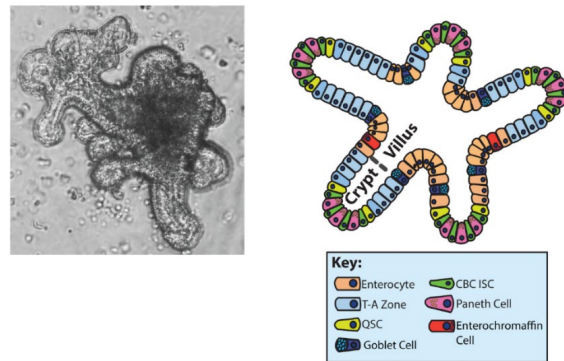 Villus
Crypt
Key:
Enterocyte
CBC ISC
T-A Zone
Paneth Cell
QSC
Enterochromaffin
Cell
Goblet Cell